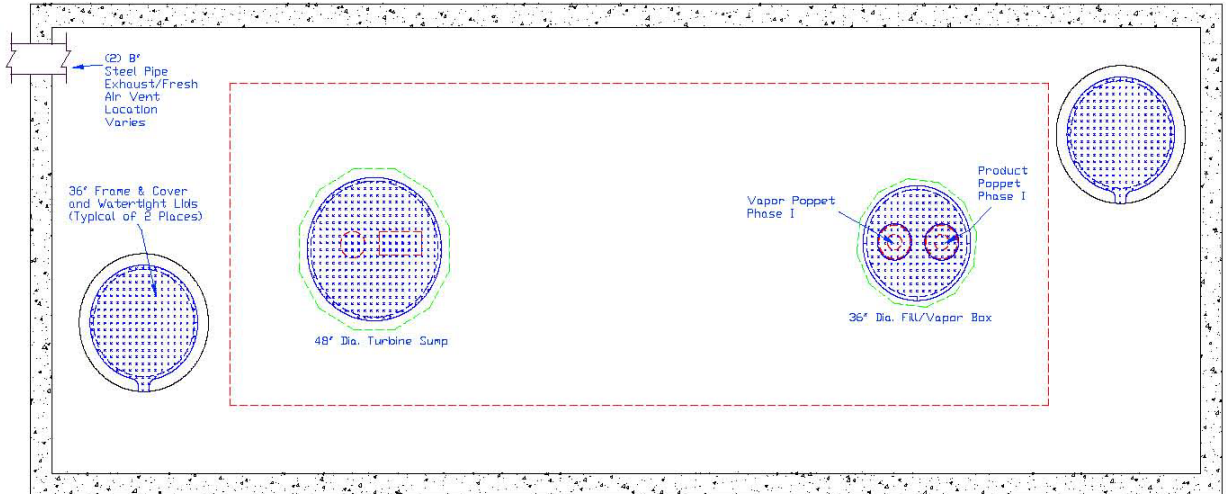 (2) 8"
Steel Pipe
Exhaust/Fresh
Air Vent
Location
Varies
36" Frame & Cover
and Watertight Lids
(Typical of 2 Places)
48" Dia. Turbine Sump
Vapor Poppet
Phase I
Product
Poppet
Phase I
36" Dia. Fill/Vapor Box